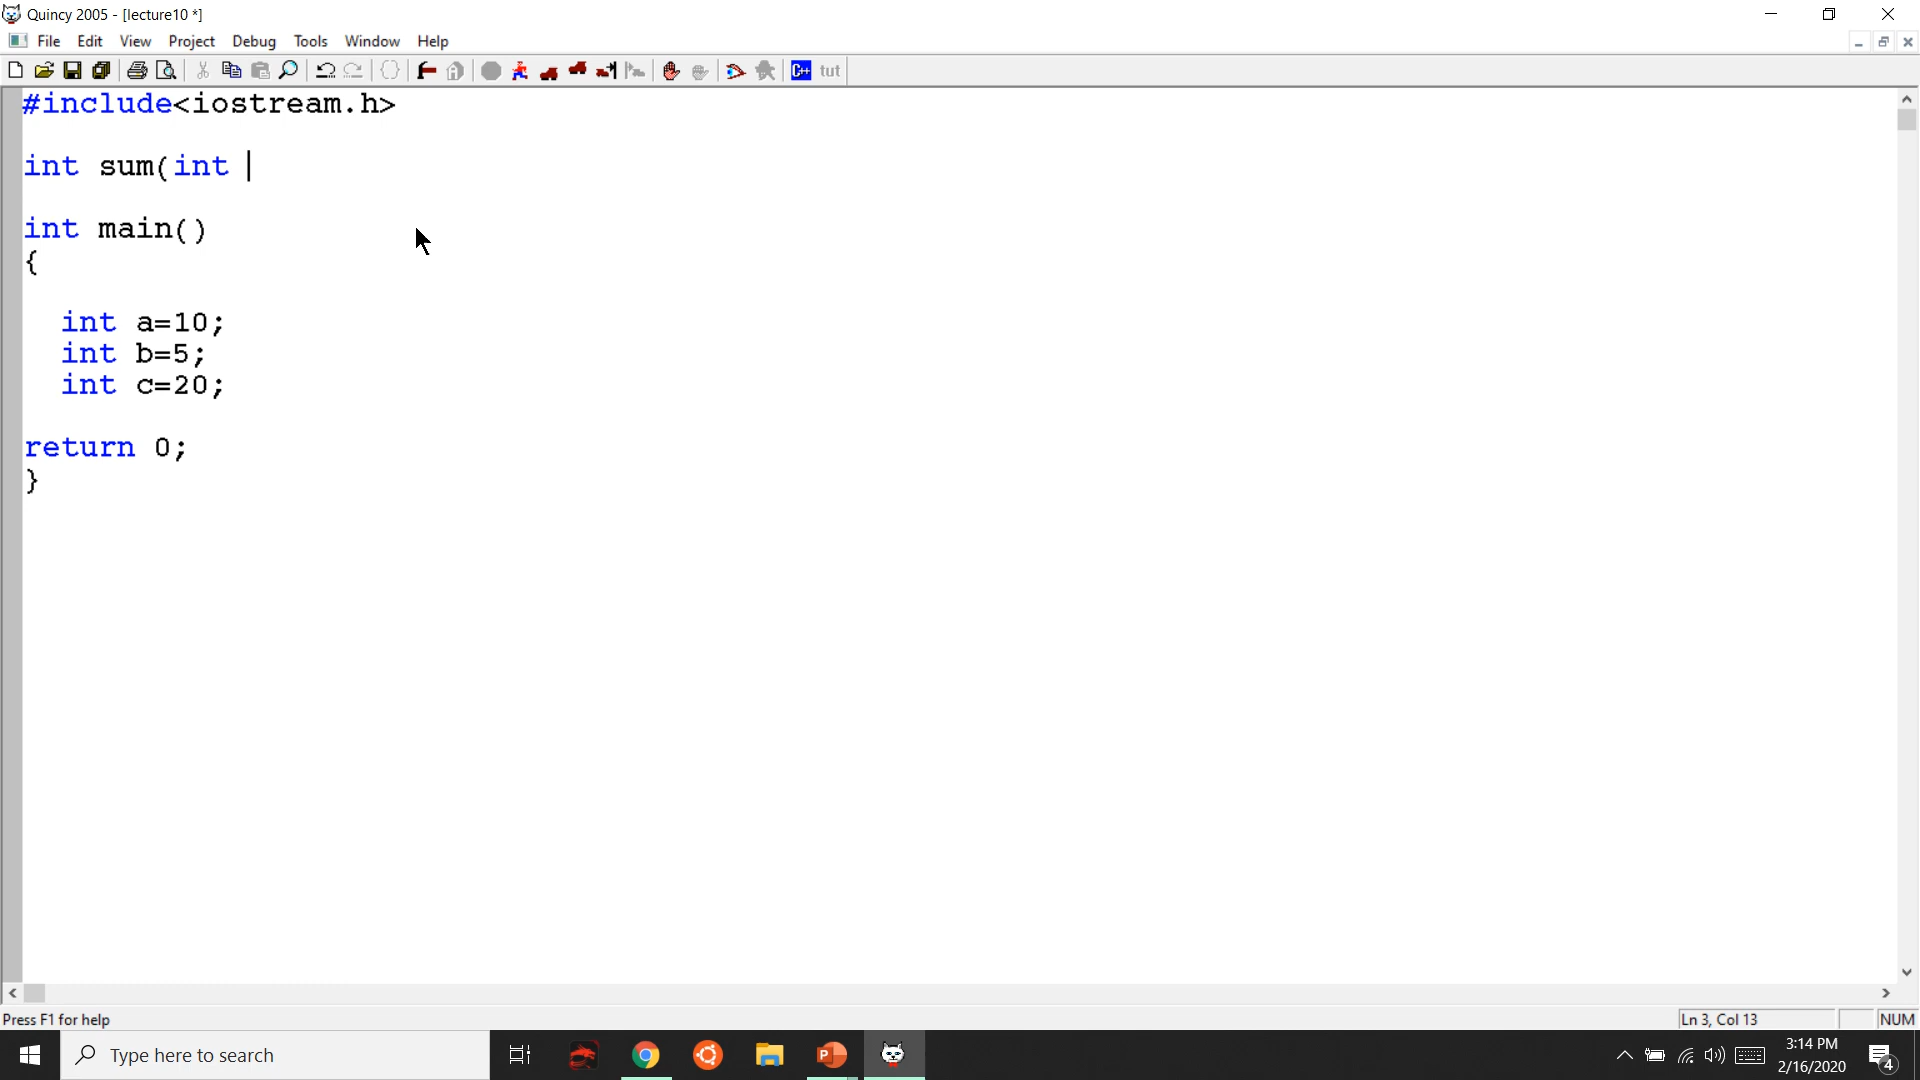 Quincy 2005 - [lecture10 *]
File Edit View Project Debug Tools Window Help
C++ tut
#include<iostream.h>
int sum(int
int main()
{
int a=10;
int b=5;
int c=20;
return 0;
}
Press F1 for help
Ln 3, Col 13
NUM
Type here to search
3:14 PM
2/16/2020
4